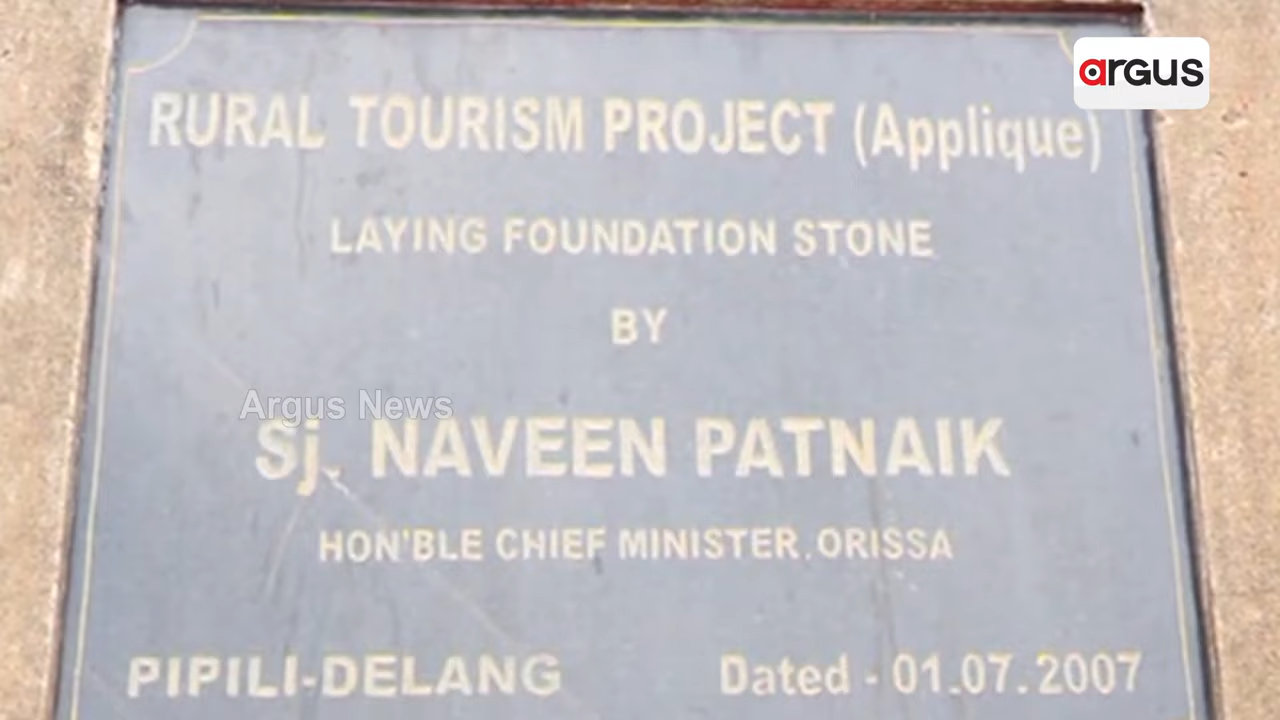 argus
RURAL TOURISM PROJECT (Applique)
LAYING FOUNDATION STONE
BY
Argus News
Sj. NAVEEN PATNAIK
HON'BLE CHIEF MINISTER, ORISSA
PIPILI-DELANG Dated - 01.07.2007